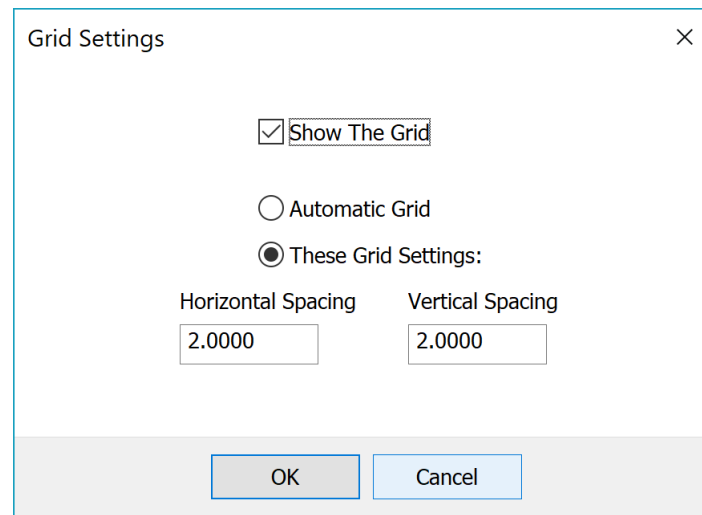 Grid Settings
Show The Grid
Automatic Grid
These Grid Settings:
Horizontal Spacing Vertical Spacing
2.0000 2.0000
OK Cancel